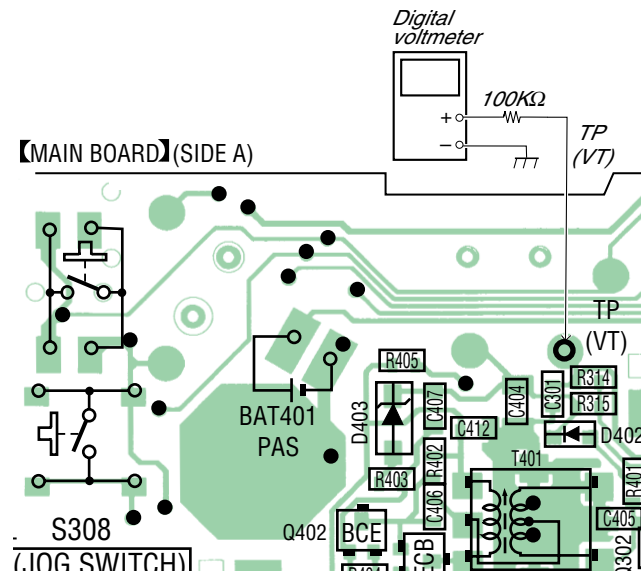 Digital
voltmeter
+
100KΩ
−
TP
(VT)
【MAIN BOARD】(SIDE A)
TP
(VT)
R405
R314
R315
C301
C404
C407
D403
BAT401
PAS
C412
D402
R402
T401
R403
R401
C406
C405
S308
(JOG SWITCH)
Q402
BCE
ECB
Q302